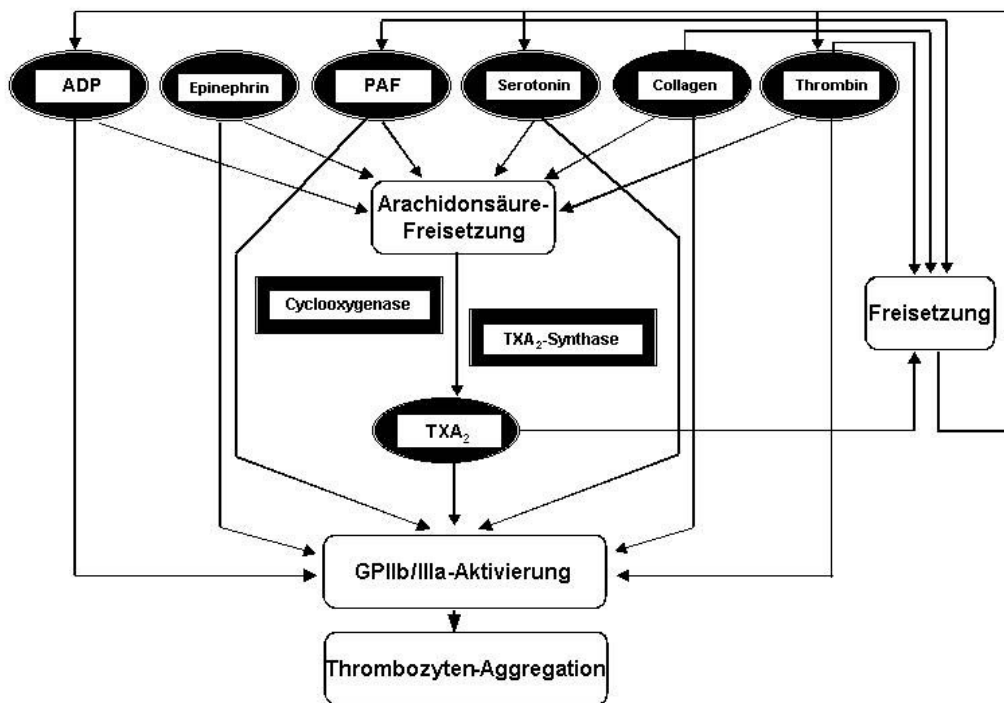 ADP
Epinephrin
PAF
Serotonin
Collagen
Thrombin
Arachidonsäure-
Freisetzung
Cyclooxygenase
TXA₂-Synthase
Freisetzung
TXA₂
GPIIb/IIIa-Aktivierung
Thrombozyten-Aggregation